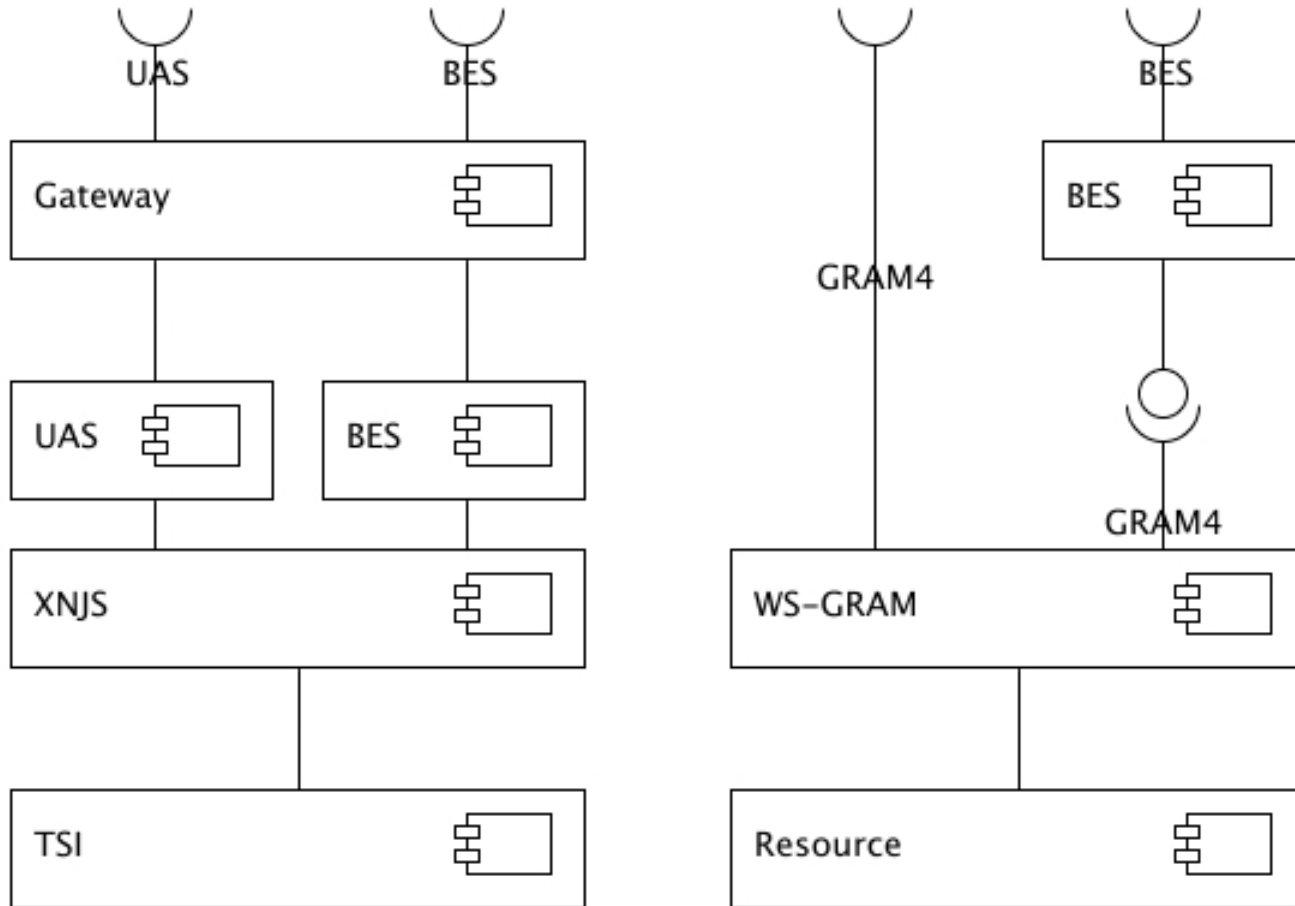 UAS
BES
BES
Gateway
BES
GRAM4
UAS
BES
GRAM4
XNJS
WS-GRAM
TSI
Resource